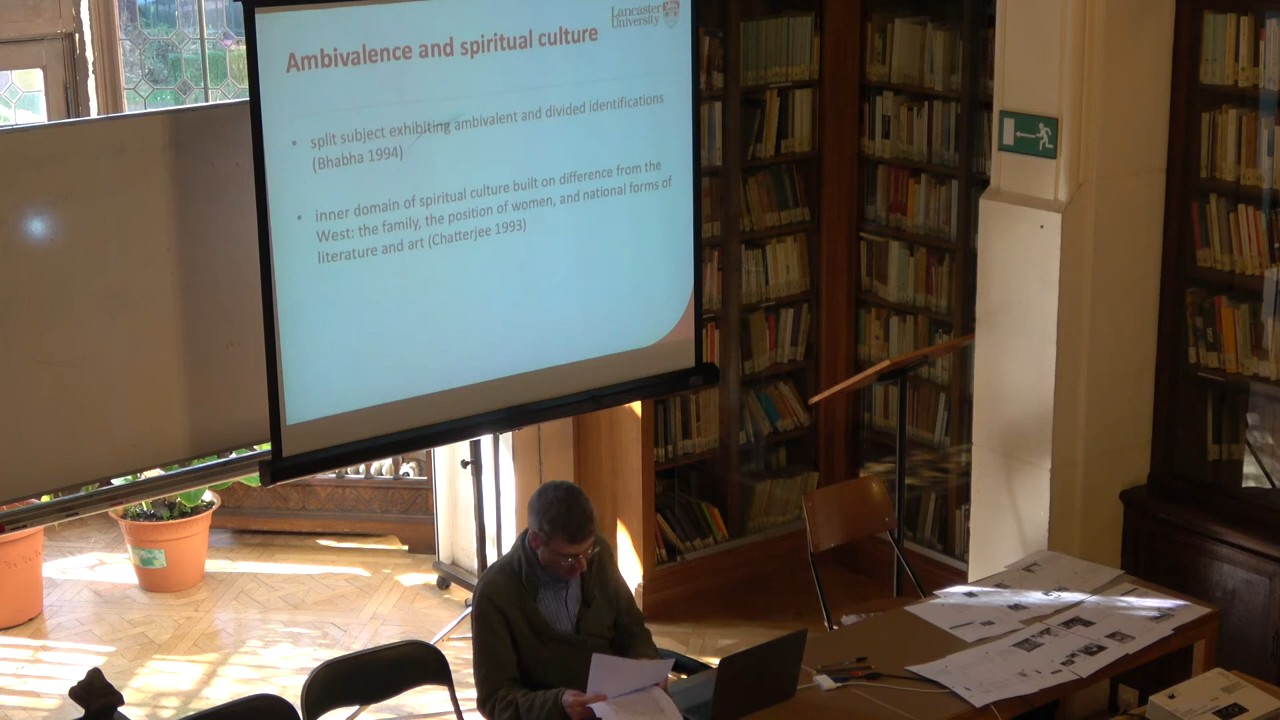 Lancaster
University
Ambivalence and spiritual culture
• split subject exhibiting ambivalent and divided identifications
(Bhabha 1994)
• inner domain of spiritual culture built on difference from the
West: the family, the position of women, and national forms of
literature and art (Chatterjee 1993)